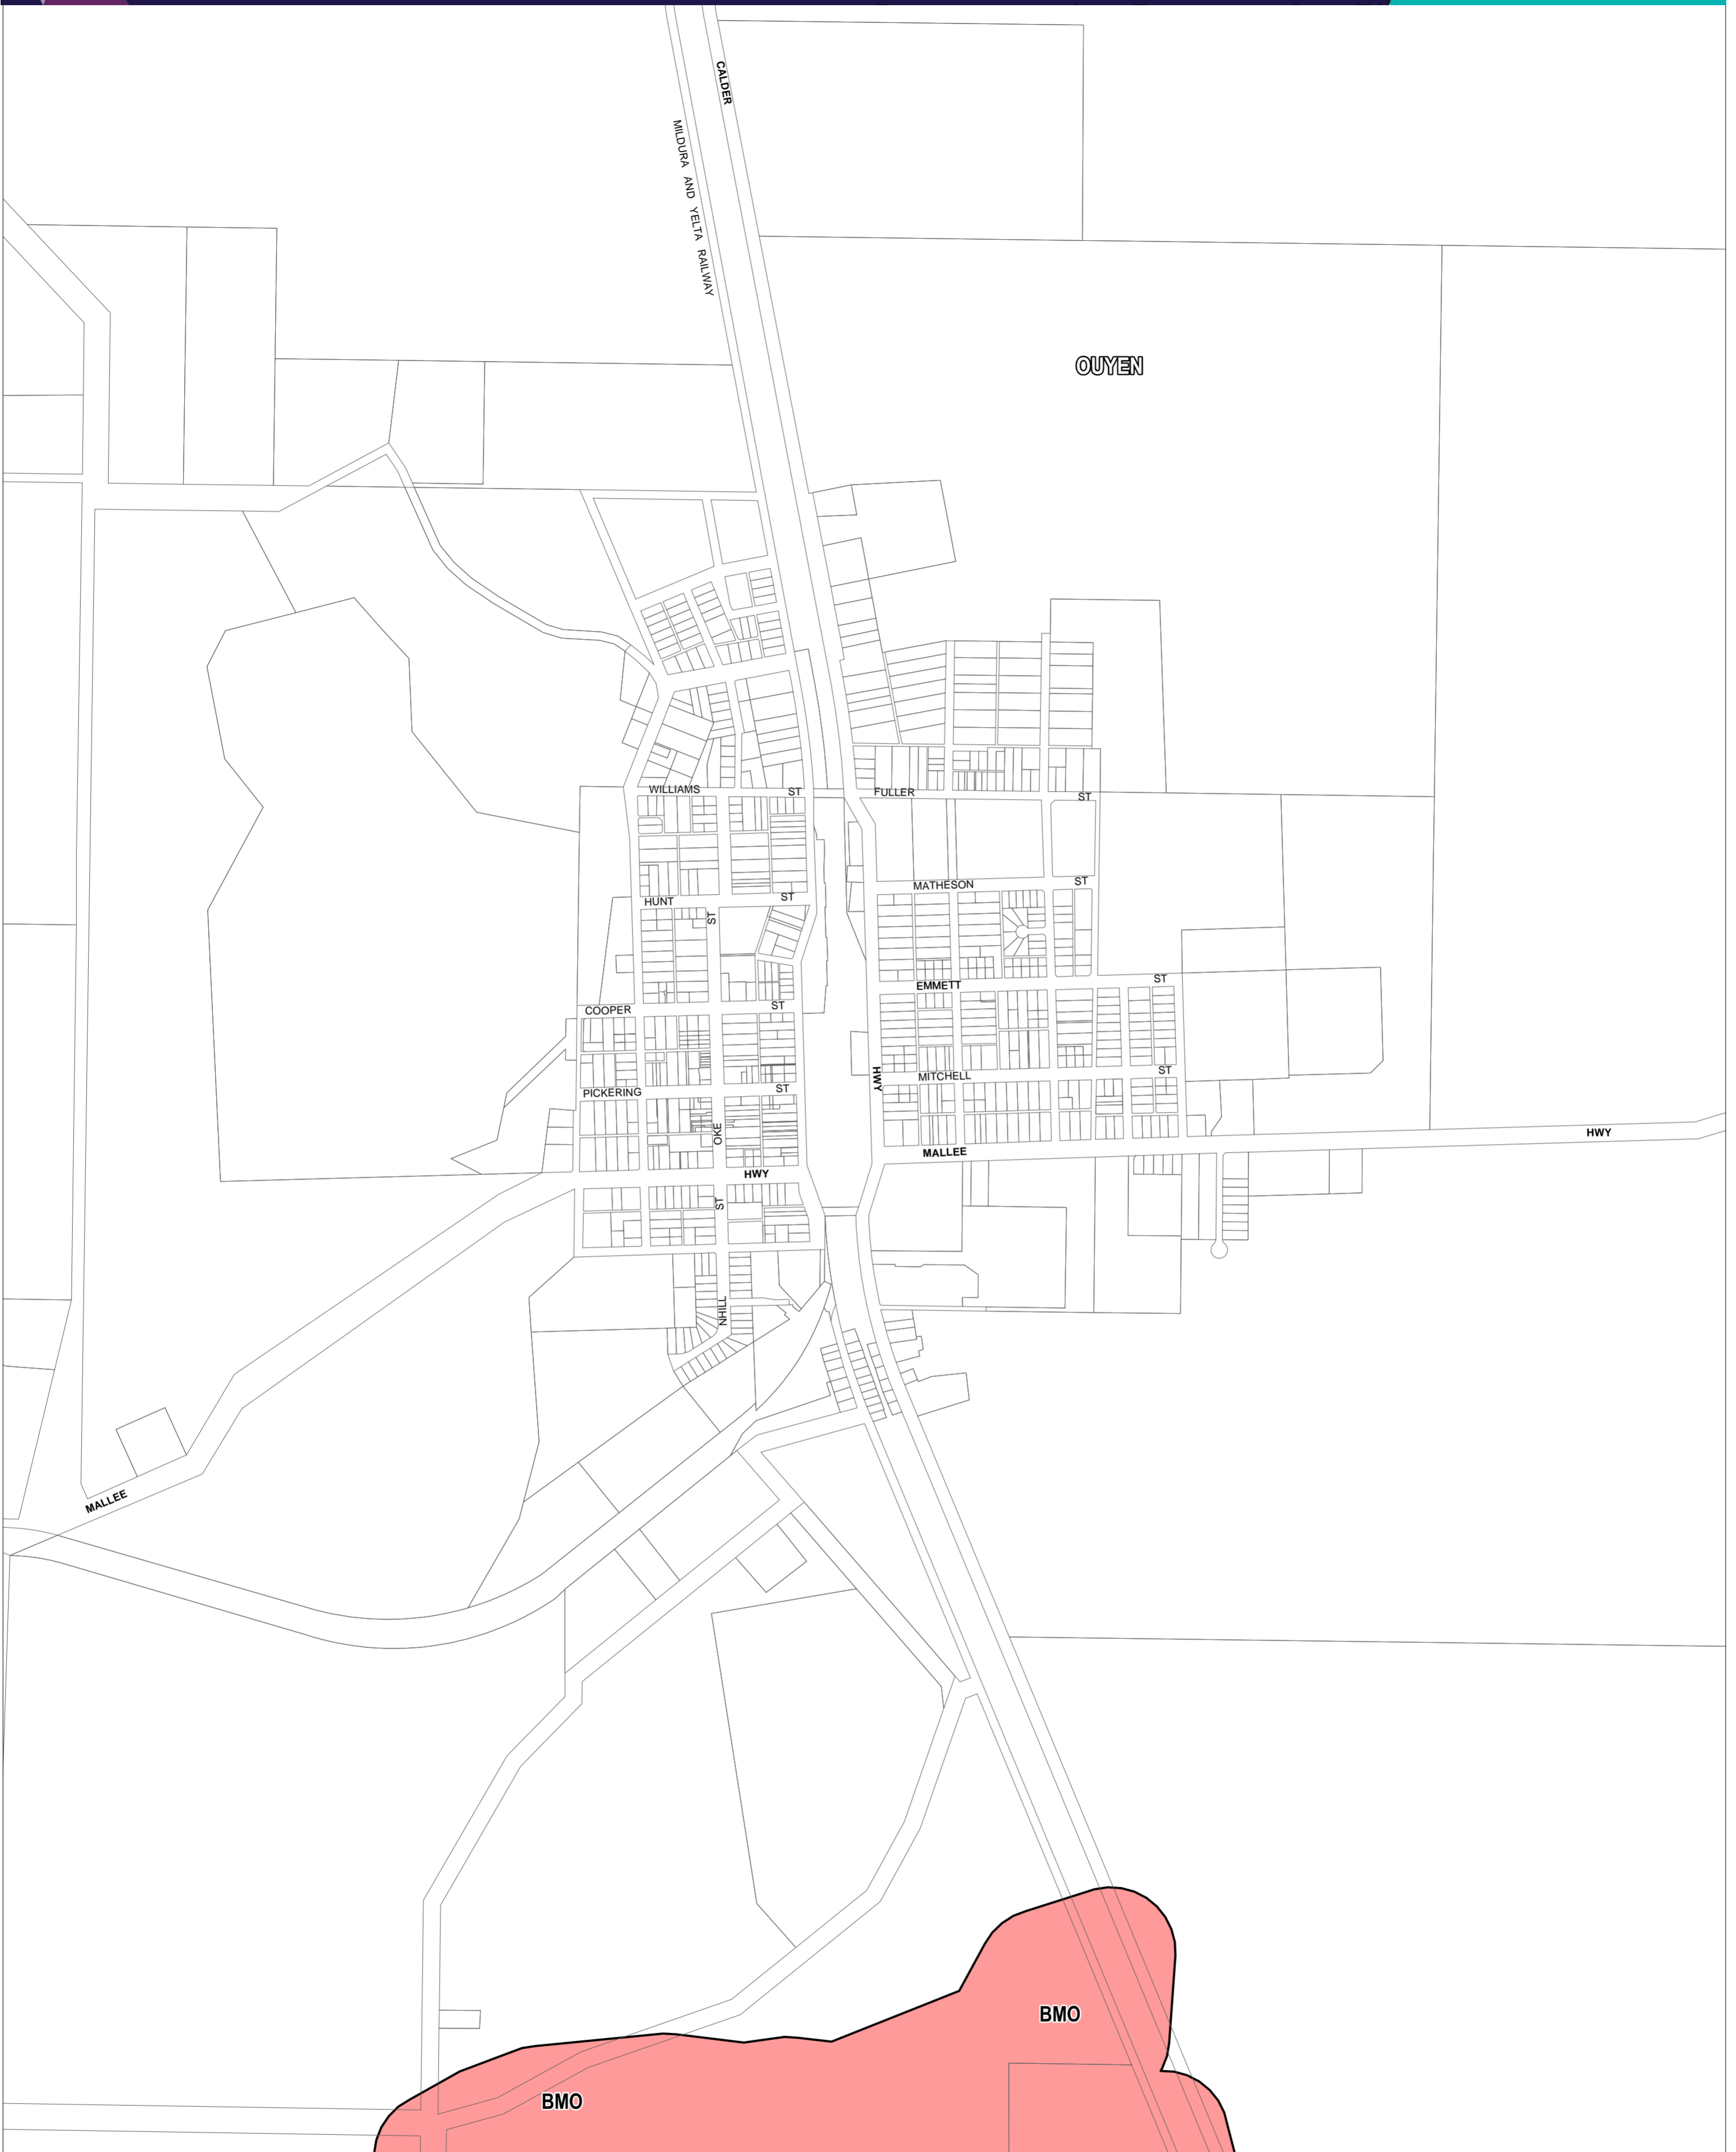 CALDER
MILDURA AND YELTA RAILWAY
OUYEN
WILLIAMS ST
FULLER ST
MATHESON ST
HUNT ST
ST
EMMETT ST
COOPER ST
HWY
MITCHELL ST
PICKERING ST
OKE
HWY
MALLEE
HWY
ST
NHILL
MALLEE
BMO
BMO